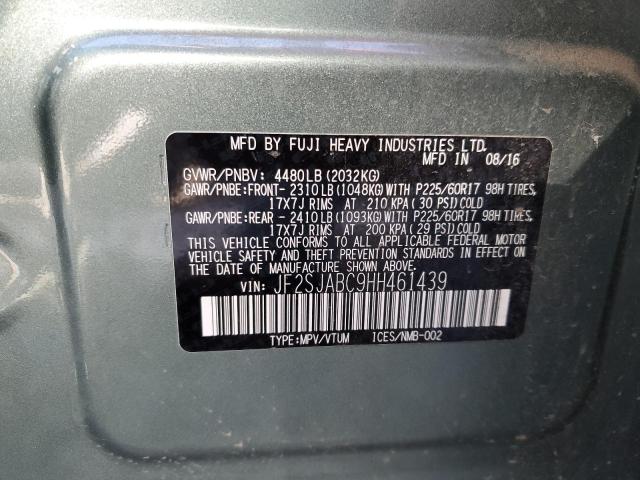 MFD BY FUJI HEAVY INDUSTRIES LTD.
MFD IN 08/16
GVWR/PNBV: 4480LB(2032KG)
GAWR/PNBE:FRONT- 2310LB(1048KG)WITH P225/60R17 98H TIRES,
17X7J RIMS AT 210 KPA( 30 PSI)COLD
GAWR/PNBE:REAR - 2410LB(1093KG)WITH P225/60R17 98H TIRES,
17X7J RIMS AT 200 KPA( 29 PSI)COLD
THIS VEHICLE CONFORMS TO ALL APPLICABLE FEDERAL MOTOR
VEHICLE SAFETY AND THEFT PREVENTION STANDARDS IN EFFECT ON
THE DATE OF MANUFACTURE SHOWN ABOVE.
VIN: JF2SJABC9HH461439
TYPE:MPV/VTUM ICES/NMB-002